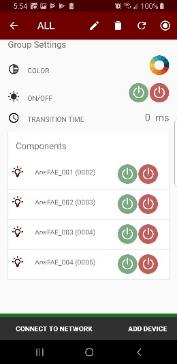 5:54
100%
ALL
Group Settings
COLOR
ON/OFF
TRANSITION TIME
0 ms
Components
AreFAE_001 (0002)
AreFAE_002 (0003)
AreFAE_003 (0004)
AreFAE_004 (0005)
CONNECT TO NETWORK
ADD DEVICE